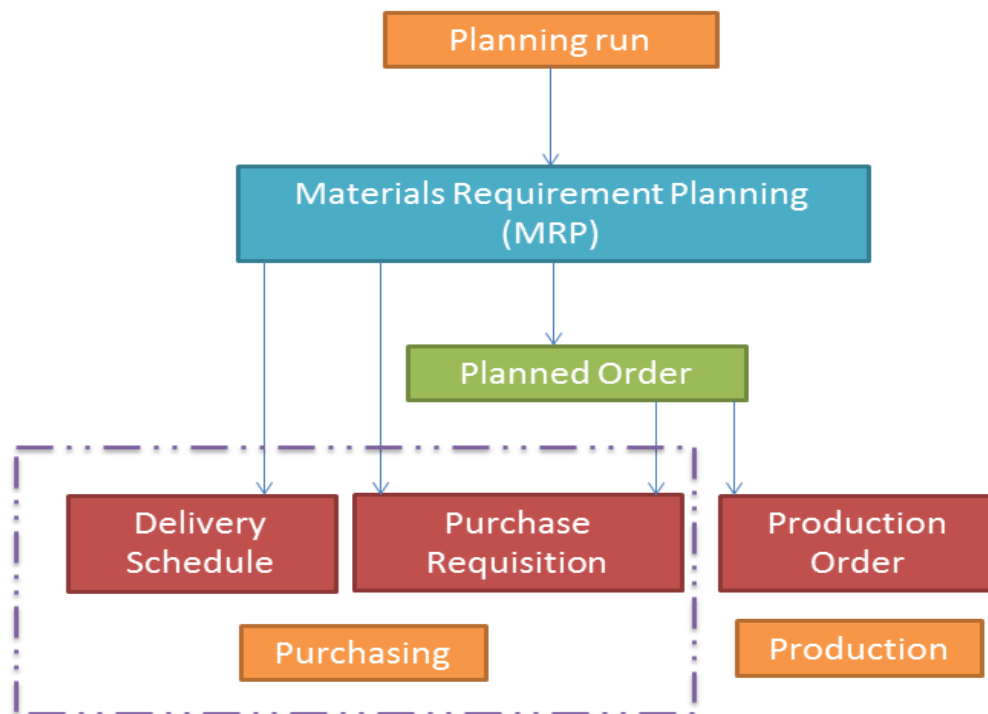 Planning run
Materials Requirement Planning
(MRP)
Planned Order
Delivery
Schedule
Purchase
Requisition
Production
Order
Purchasing
Production